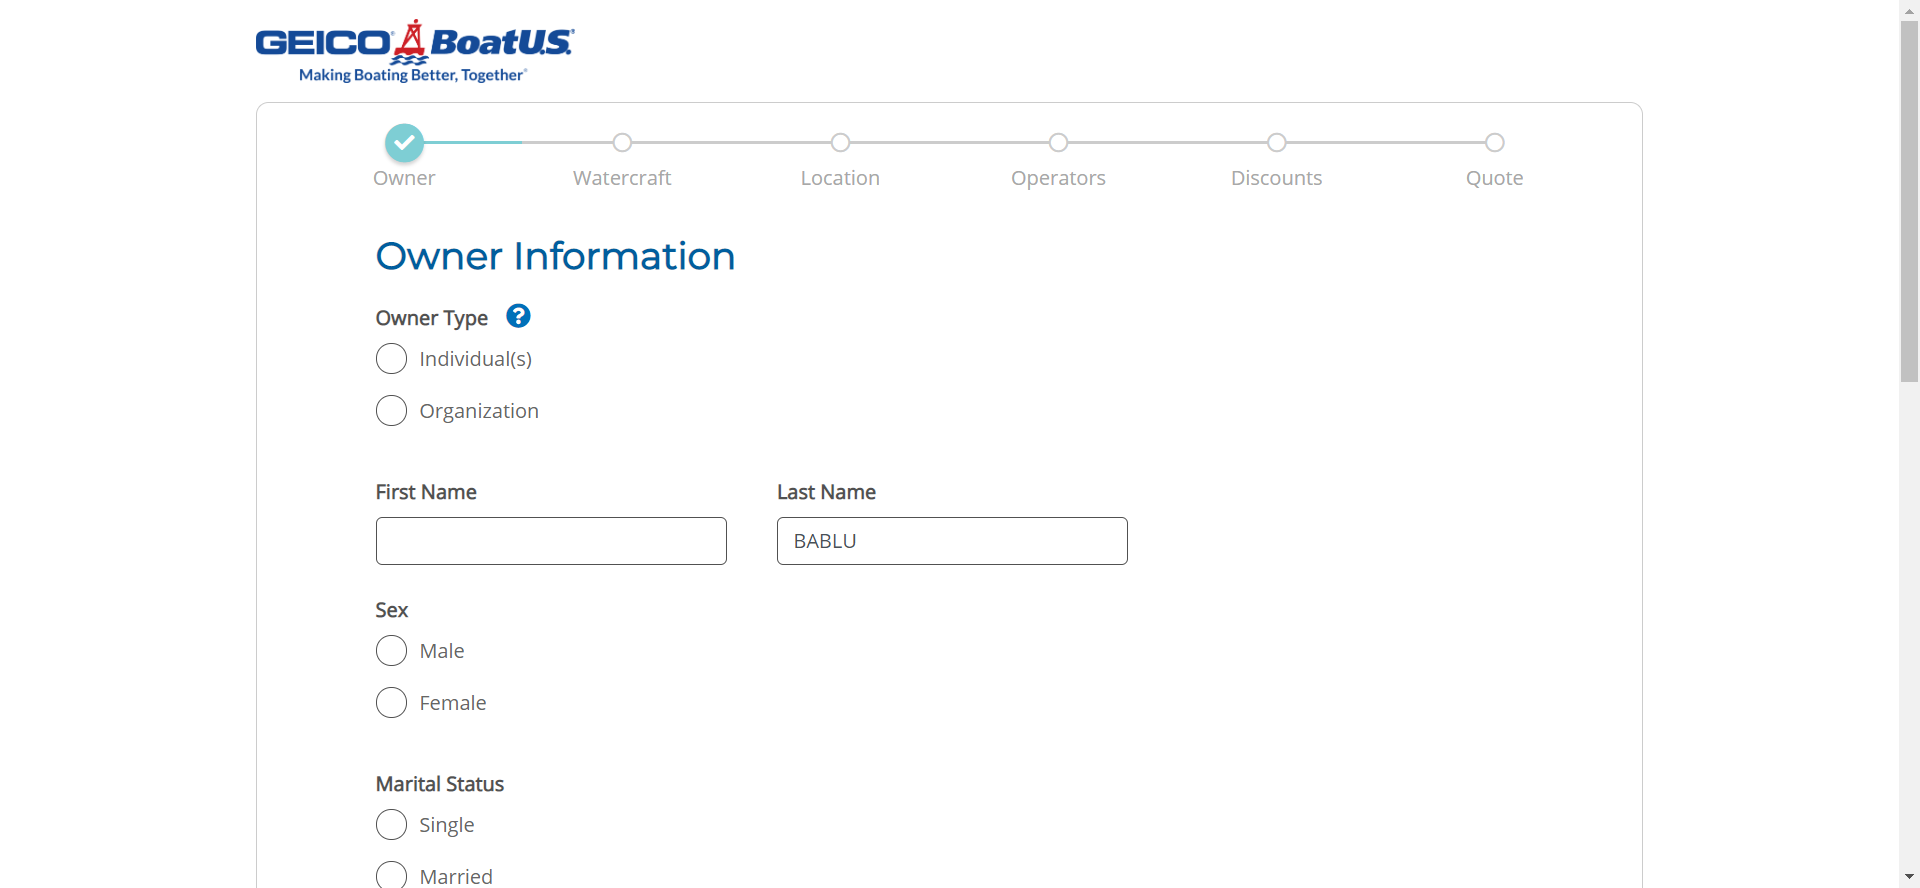 GEICO BoatU.S.
Making Boating Better, Together
Owner
Watercraft
Location
Operators
Discounts
Quote
Owner Information
Owner Type ?
Individual(s)
Organization
First Name
Last Name
BABLU
Sex
Male
Female
Marital Status
Single
Married